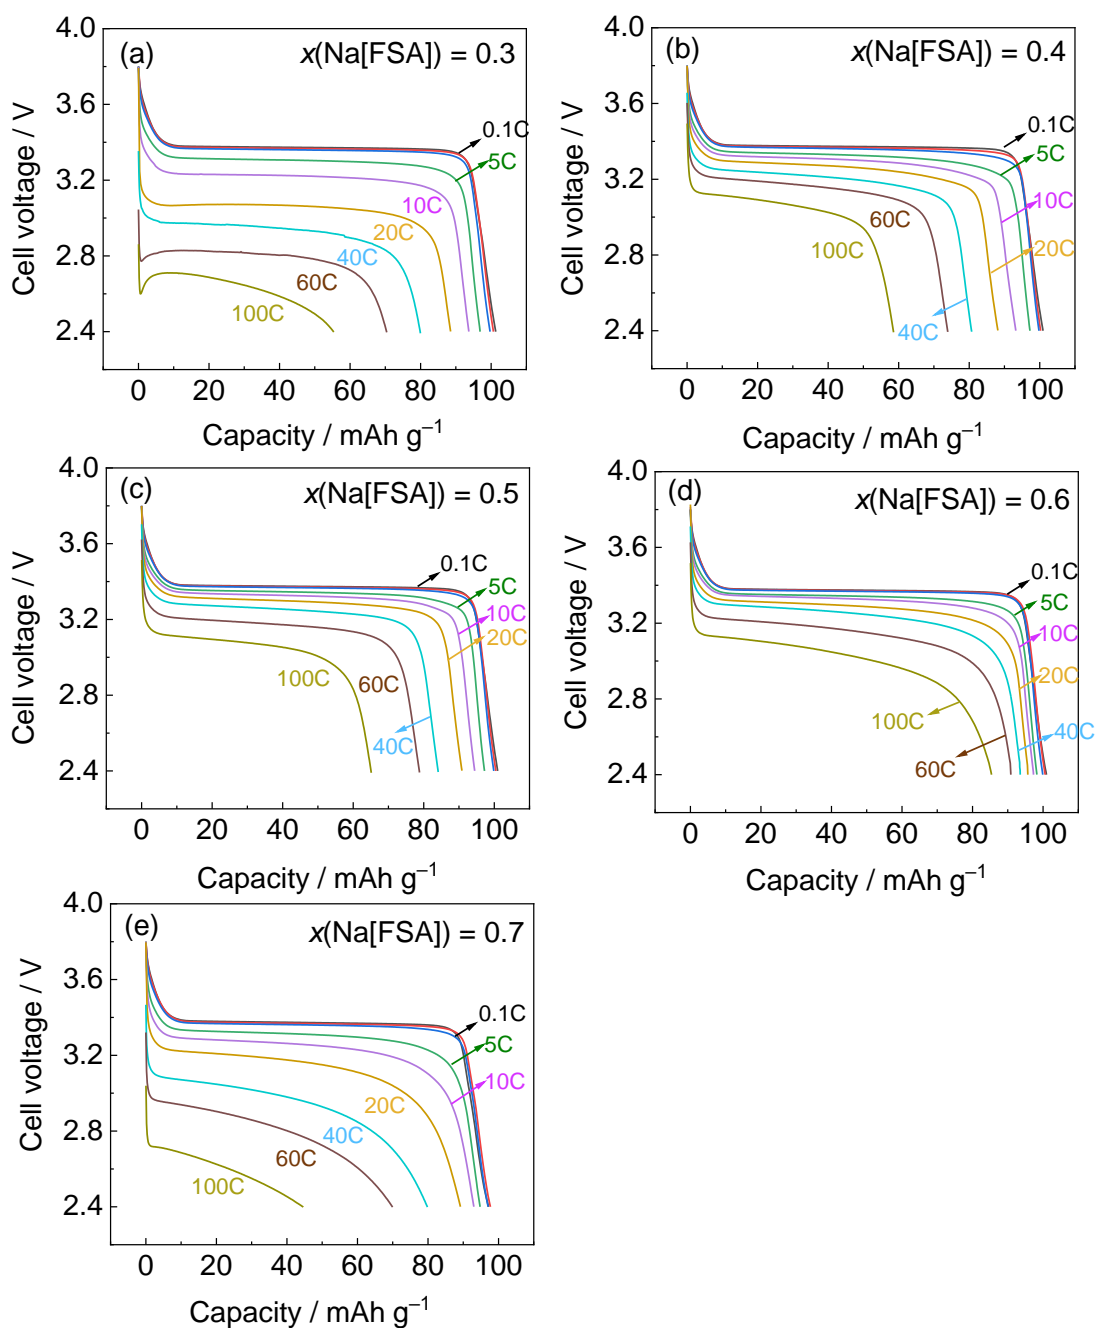 (a)
x(Na[FSA]) = 0.3
4.0
3.6
3.2
2.8
2.4
Cell voltage / V
0.1C
5C
10C
20C
40C
60C
100C
0 20 40 60 80 100
Capacity / mAh g⁻¹
(b)
x(Na[FSA]) = 0.4
4.0
3.6
3.2
2.8
2.4
Cell voltage / V
0.1C
5C
10C
60C
100C
20C
40C
0 20 40 60 80 100
Capacity / mAh g⁻¹
(c)
x(Na[FSA]) = 0.5
4.0
3.6
3.2
2.8
2.4
Cell voltage / V
0.1C
5C
10C
20C
100C
60C
40C
0 20 40 60 80 100
Capacity / mAh g⁻¹
(d)
x(Na[FSA]) = 0.6
4.0
3.6
3.2
2.8
2.4
Cell voltage / V
0.1C
5C
10C
20C
100C
40C
60C
0 20 40 60 80 100
Capacity / mAh g⁻¹
(e)
x(Na[FSA]) = 0.7
4.0
3.6
3.2
2.8
2.4
Cell voltage / V
0.1C
5C
10C
20C
40C
60C
100C
0 20 40 60 80 100
Capacity / mAh g⁻¹